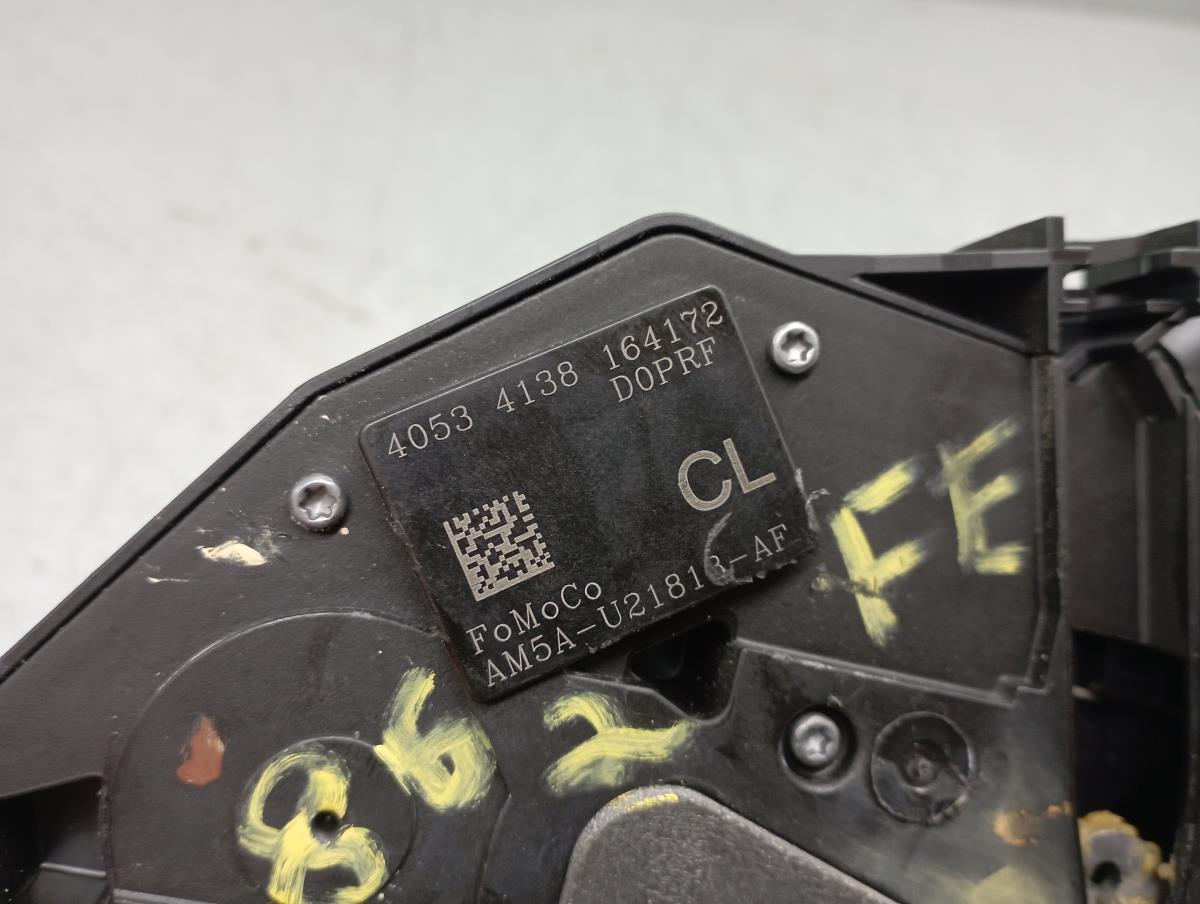 4053 4138 164172
D0PRF
CL
FoMoCo
AM5A-U21813-AF
FE
862